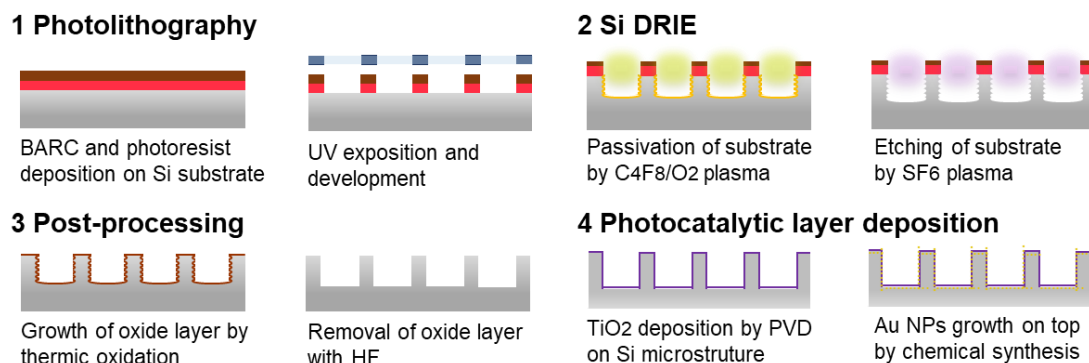 1 Photolithography
BARC and photoresist
deposition on Si substrate
UV exposition and
development
2 Si DRIE
Passivation of substrate
by C4F8/O2 plasma
Etching of substrate
by SF6 plasma
3 Post-processing
Growth of oxide layer by
thermic oxidation
Removal of oxide layer
with HF
4 Photocatalytic layer deposition
TiO2 deposition by PVD
on Si microstruture
Au NPs growth on top
by chemical synthesis